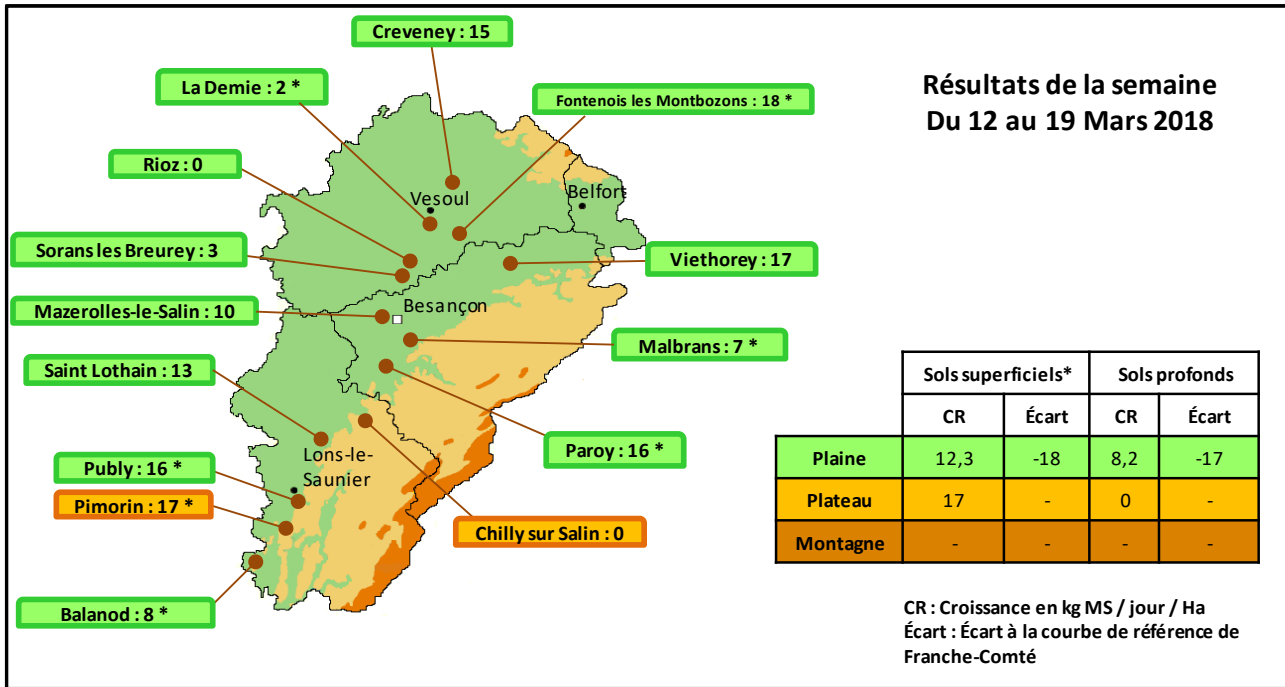 Creveney : 15
La Demie : 2 *
Fontenois les Montbozons : 18 *
Résultats de la semaine
Du 12 au 19 Mars 2018
Rioz : 0
Vesoul
Belfort
Sorans les Breurey : 3
Viethorey : 17
Mazerolles-le-Salin : 10
Besançon
Malbrans : 7 *
Saint Lothain : 13
Paroy : 16 *
Lons-le-
Saunier
Publy : 16 *
Pimorin : 17 *
Chilly sur Salin : 0
Balanod : 8 *
Sols superficiels* Sols profonds
CR Écart CR Écart
Plaine 12,3 -18 8,2 -17
Plateau 17 - 0 -
Montagne - - - -
CR : Croissance en kg MS / jour / Ha
Écart : Écart à la courbe de référence de
Franche-Comté